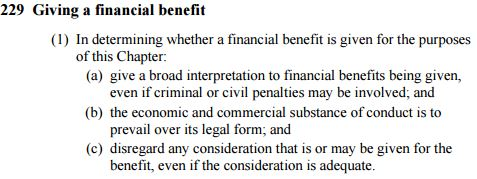 229 Giving a financial benefit
(1) In determining whether a financial benefit is given for the purposes
of this Chapter:
(a) give a broad interpretation to financial benefits being given,
even if criminal or civil penalties may be involved; and
(b) the economic and commercial substance of conduct is to
prevail over its legal form; and
(c) disregard any consideration that is or may be given for the
benefit, even if the consideration is adequate.